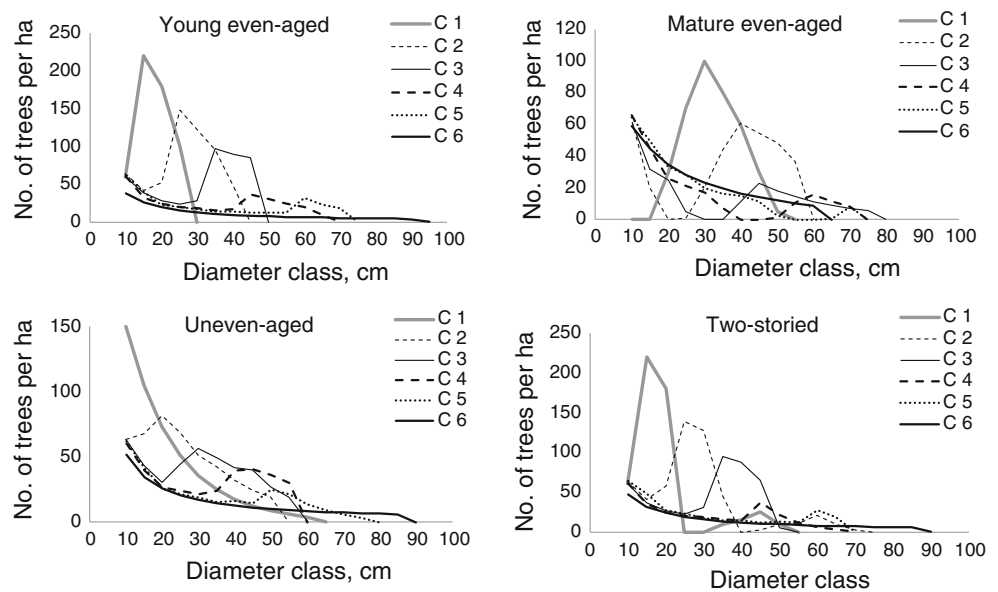 Young even-aged
No. of trees per ha
250
200
150
100
50
0
0 10 20 30 40 50 60 70 80 90 100
Diameter class, cm
C 1
C 2
C 3
C 4
C 5
C 6
Mature even-aged
No. of trees per ha
120
100
80
60
40
20
0
0 10 20 30 40 50 60 70 80 90 100
Diameter class, cm
C 1
C 2
C 3
C 4
C 5
C 6
Uneven-aged
No. of trees per ha
150
100
50
0
0 10 20 30 40 50 60 70 80 90 100
Diameter class, cm
C 1
C 2
C 3
C 4
C 5
C 6
Two-storied
No. of trees per ha
250
200
150
100
50
0
0 10 20 30 40 50 60 70 80 90 100
Diameter class
C 1
C 2
C 3
C 4
C 5
C 6